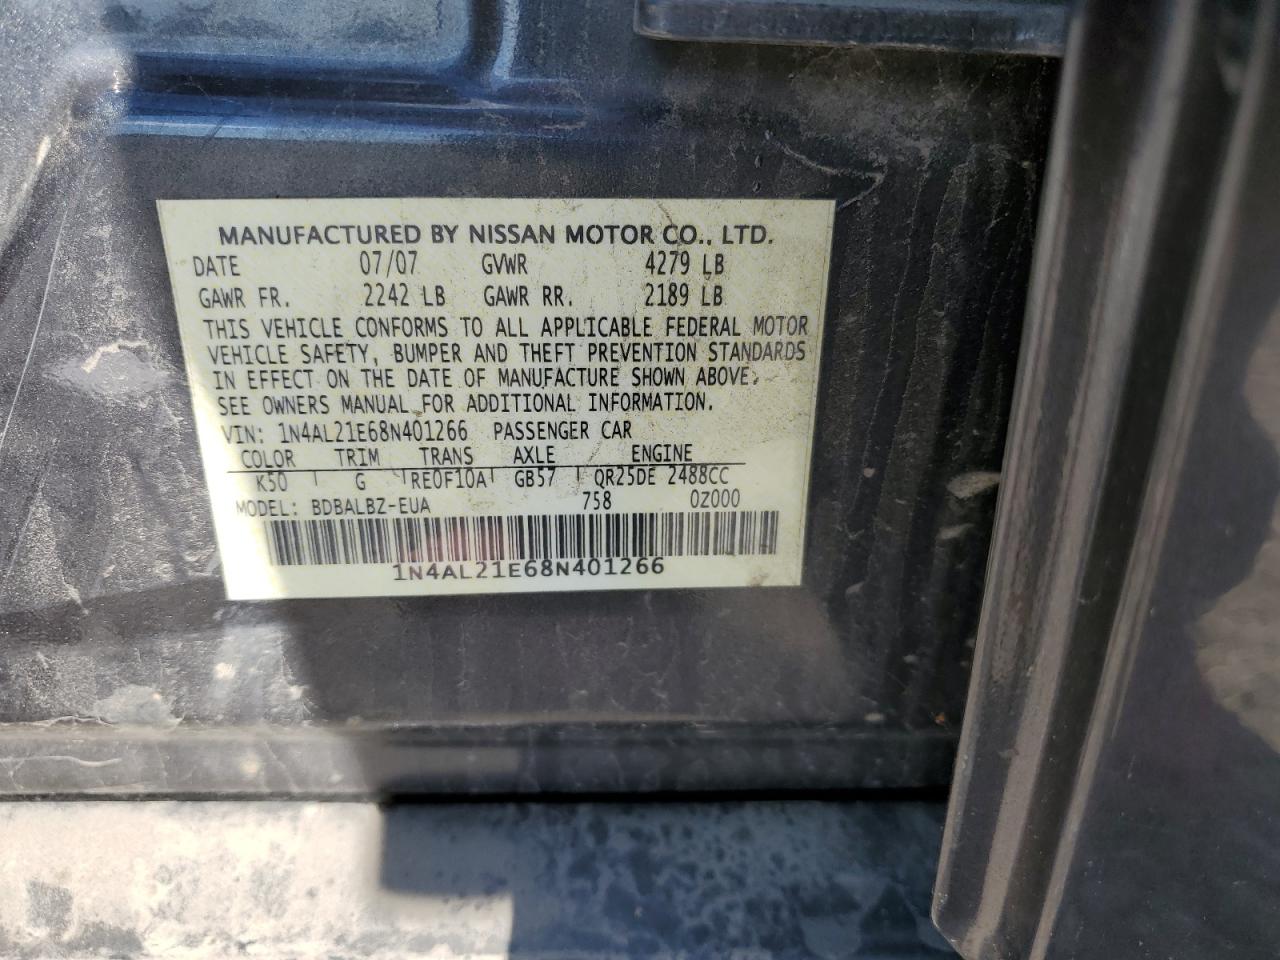 MANUFACTURED BY NISSAN MOTOR CO., LTD.
DATE 07/07 GVWR 4279 LB
GAWR FR. 2242 LB GAWR RR. 2189 LB
THIS VEHICLE CONFORMS TO ALL APPLICABLE FEDERAL MOTOR
VEHICLE SAFETY, BUMPER AND THEFT PREVENTION STANDARDS
IN EFFECT ON THE DATE OF MANUFACTURE SHOWN ABOVE.
SEE OWNERS MANUAL FOR ADDITIONAL INFORMATION.
VIN: 1N4AL21E68N401266 PASSENGER CAR
COLOR TRIM TRANS AXLE ENGINE
K50 G RE0F10A GB57 QR25DE 2488CC
MODEL: BDBALBZ-EUA 758 0Z000
1N4AL21E68N401266